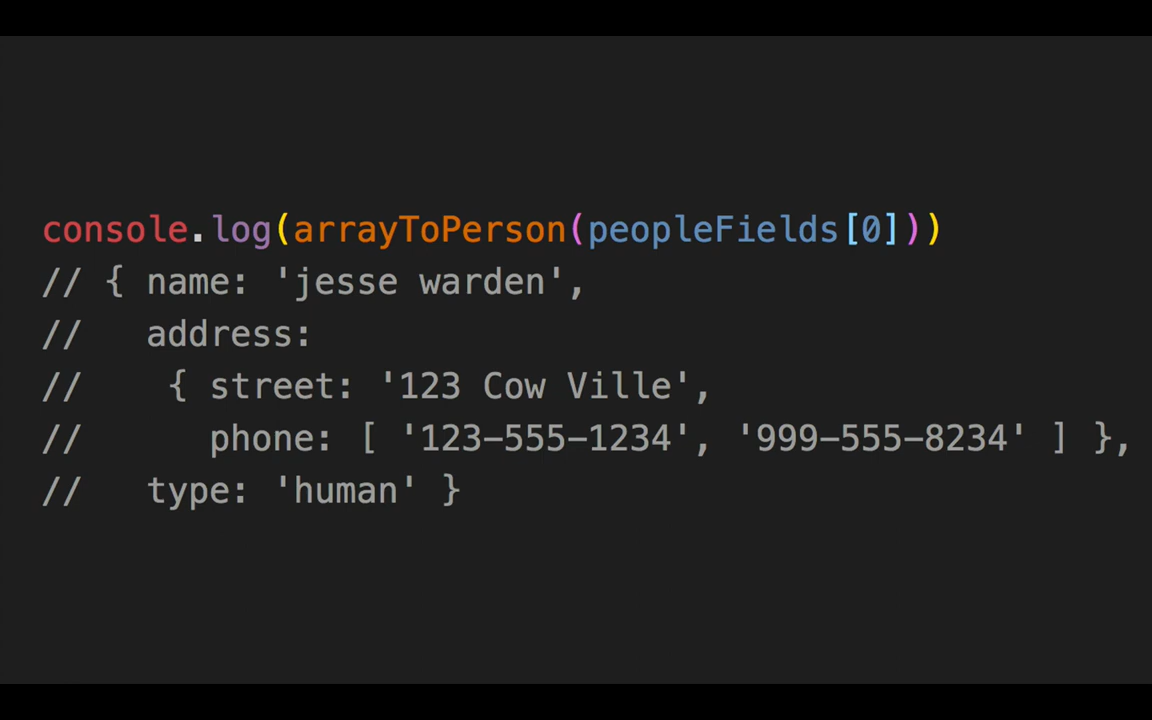 console.log(arrayToPerson(peopleFields[0]))
// { name: 'jesse warden',
//   address:
//    { street: '123 Cow Ville',
//      phone: [ '123-555-1234', '999-555-8234' ] },
//   type: 'human' }